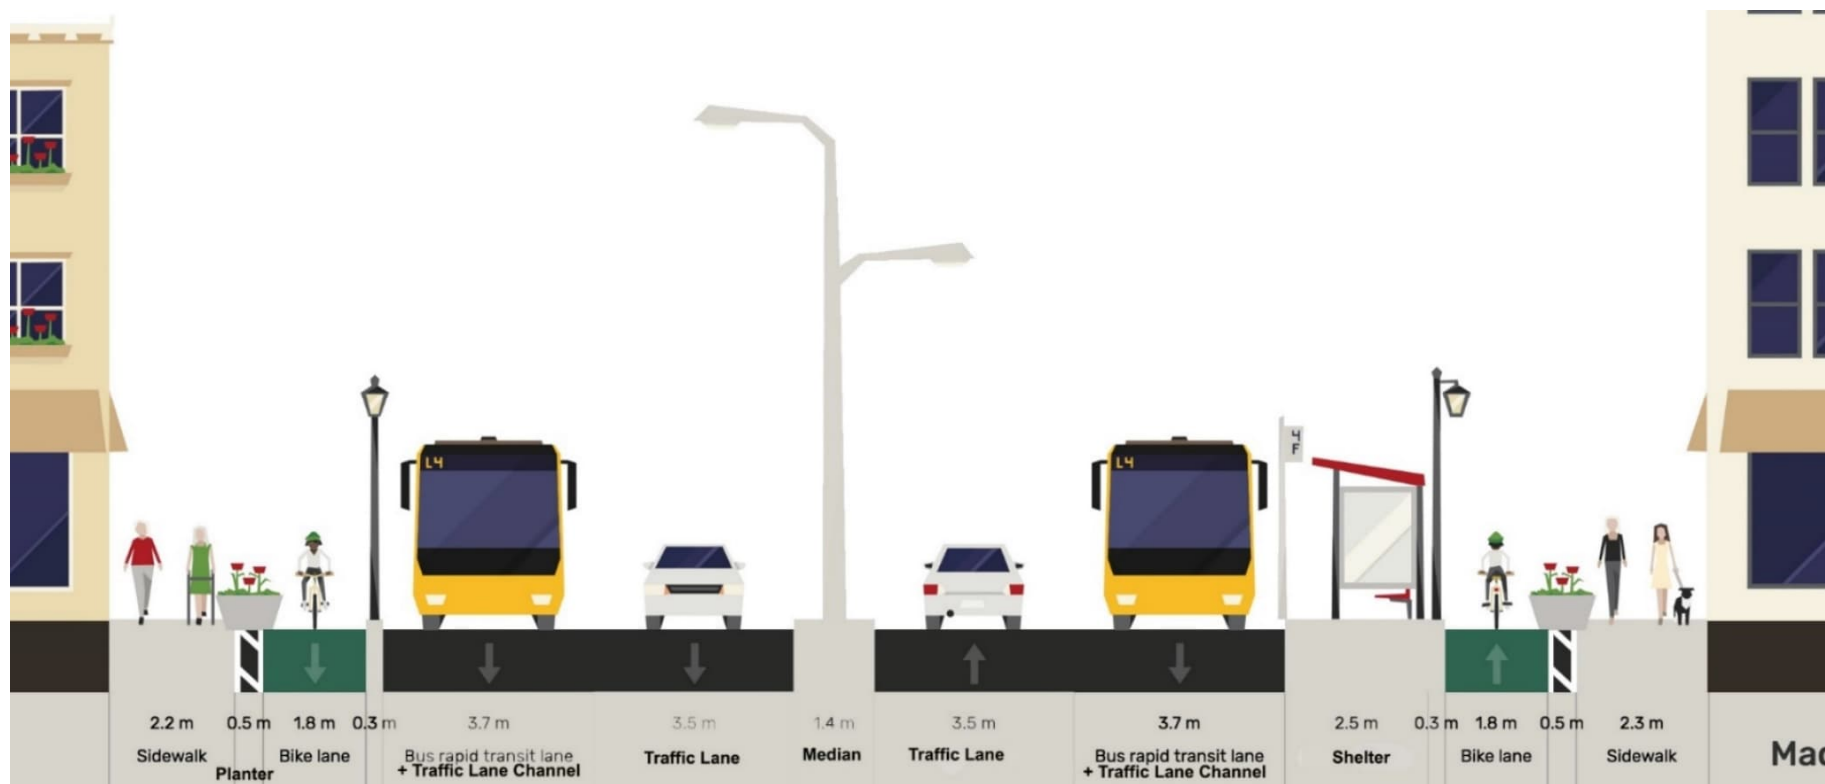 L4
L4
4
F
2.2 m 0.5 m 1.8 m 0.3 m 3.7 m 3.5 m 1.4 m 3.5 m 3.7 m 2.5 m 0.3 m 1.8 m 0.5 m 2.3 m
Sidewalk Bike lane Bus rapid transit lane Traffic Lane Median Traffic Lane Bus rapid transit lane Shelter Bike lane Sidewalk Mad
Planter + Traffic Lane Channel + Traffic Lane Channel